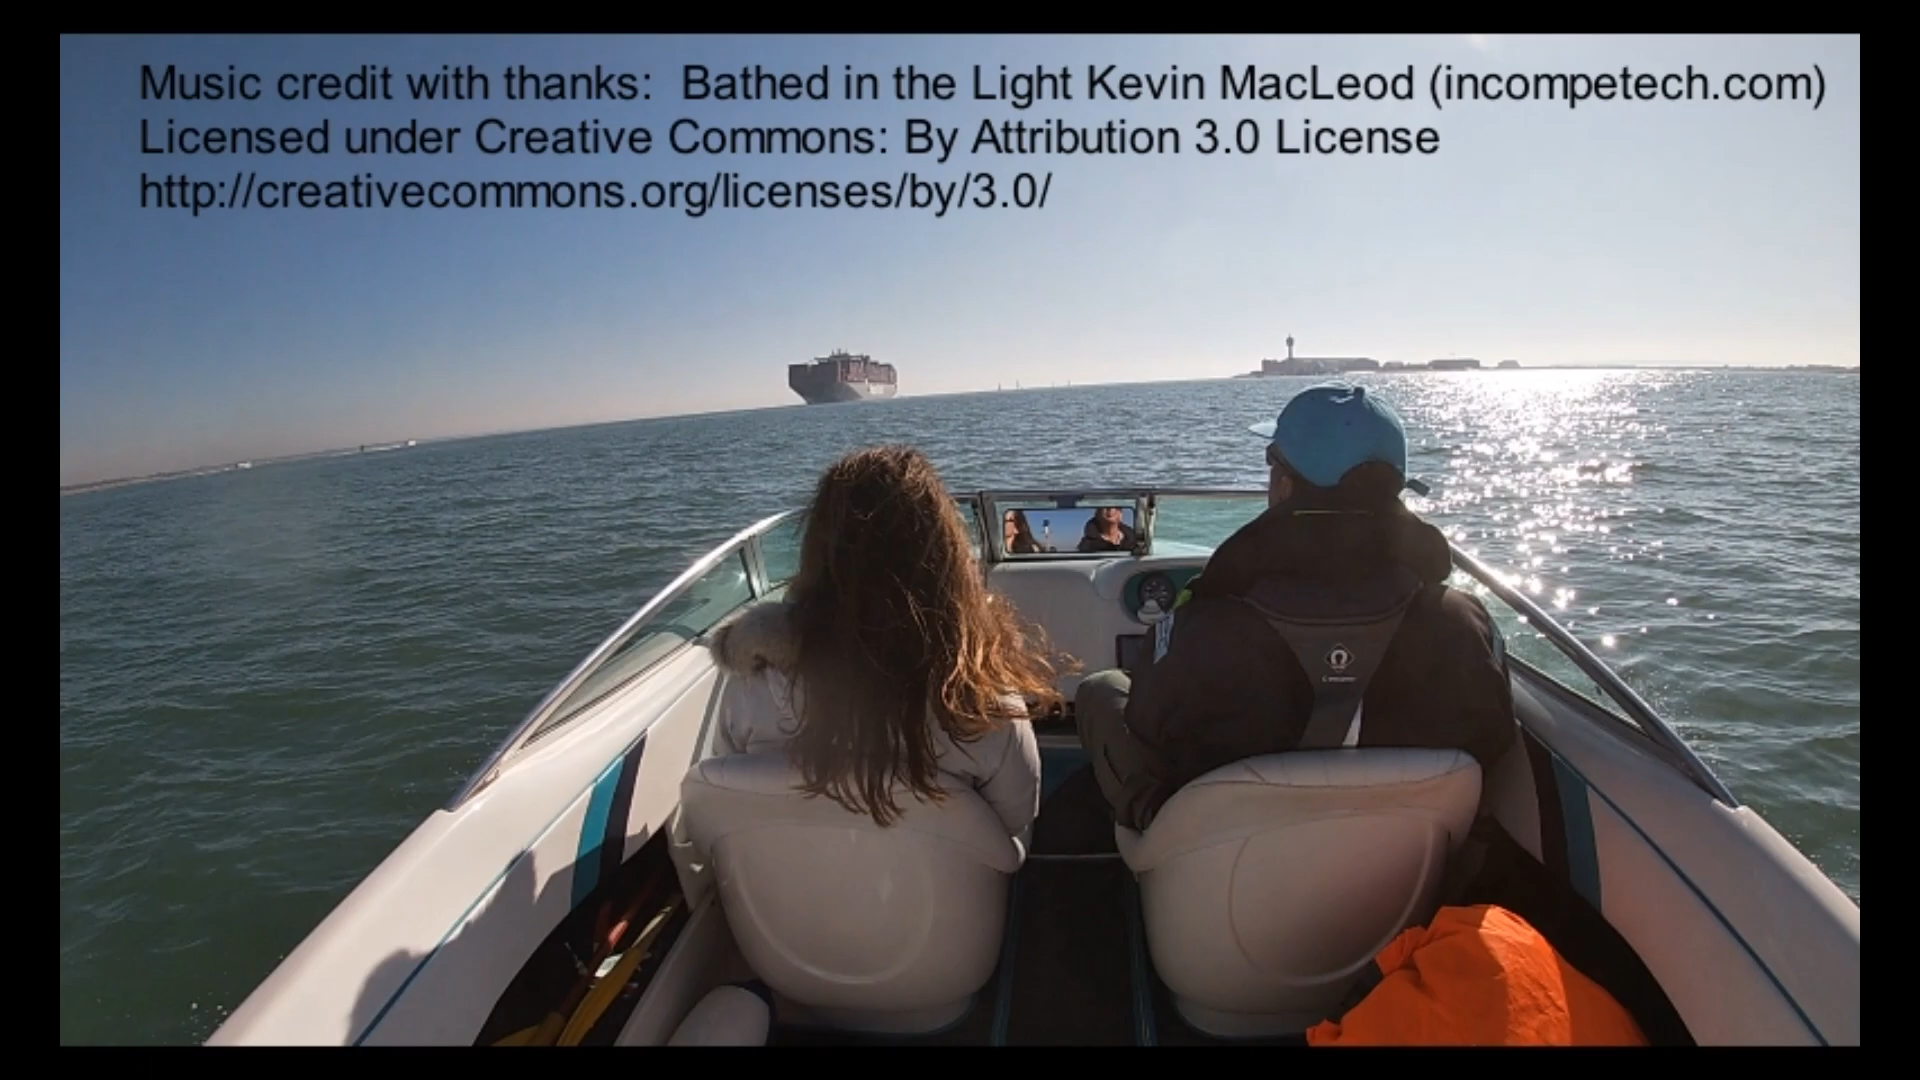 Music credit with thanks:  Bathed in the Light Kevin MacLeod (incompetech.com)
Licensed under Creative Commons: By Attribution 3.0 License
http://creativecommons.org/licenses/by/3.0/